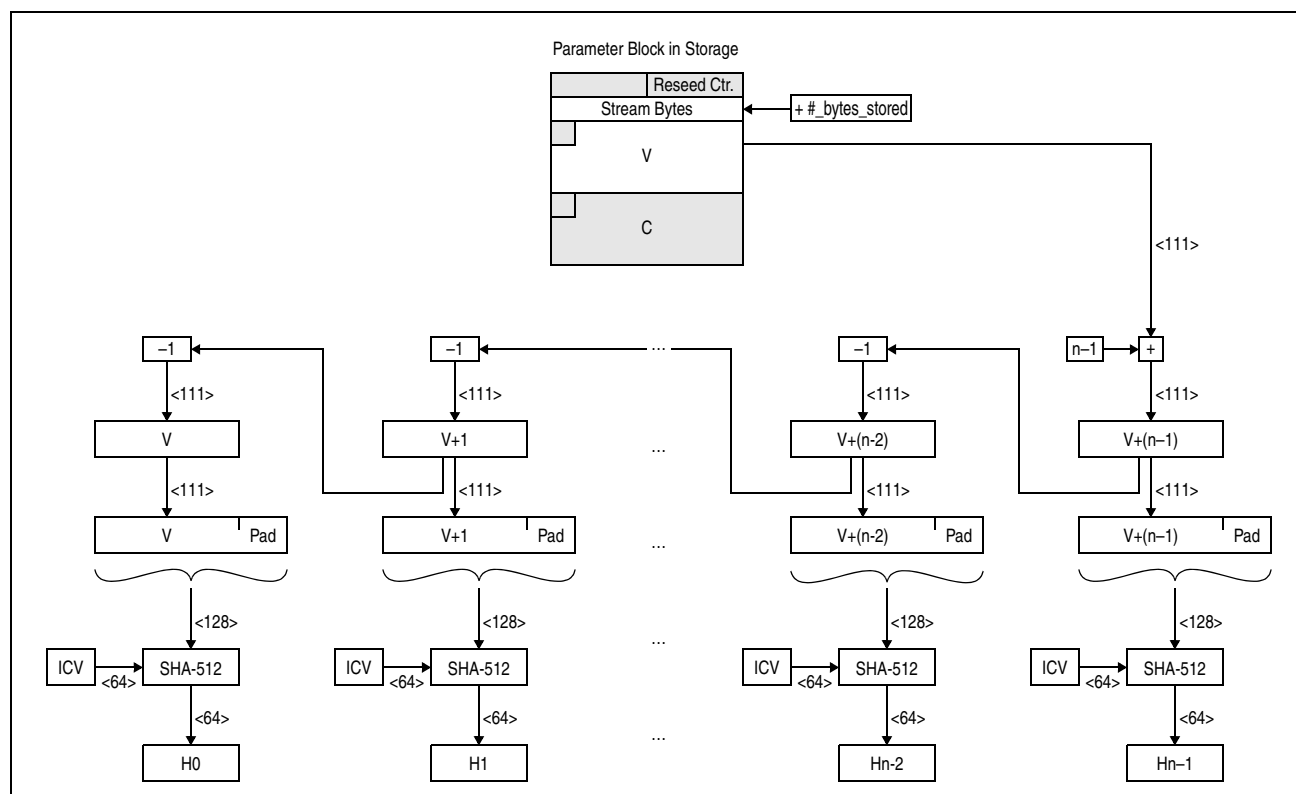 Parameter Block in Storage
Reseed Ctr.
Stream Bytes
+ #_bytes_stored
V
C
<111>
–1
–1
...
–1
n–1
+
<111>
<111>
<111>
<111>
V
V+1
...
V+(n-2)
V+(n–1)
<111>
<111>
<111>
<111>
V
Pad
V+1
Pad
...
V+(n-2)
Pad
V+(n–1)
Pad
<128>
<128>
...
<128>
<128>
ICV
SHA-512
ICV
SHA-512
ICV
SHA-512
ICV
SHA-512
<64>
<64>
<64>
<64>
<64>
<64>
...
<64>
<64>
H0
H1
Hn-2
Hn–1